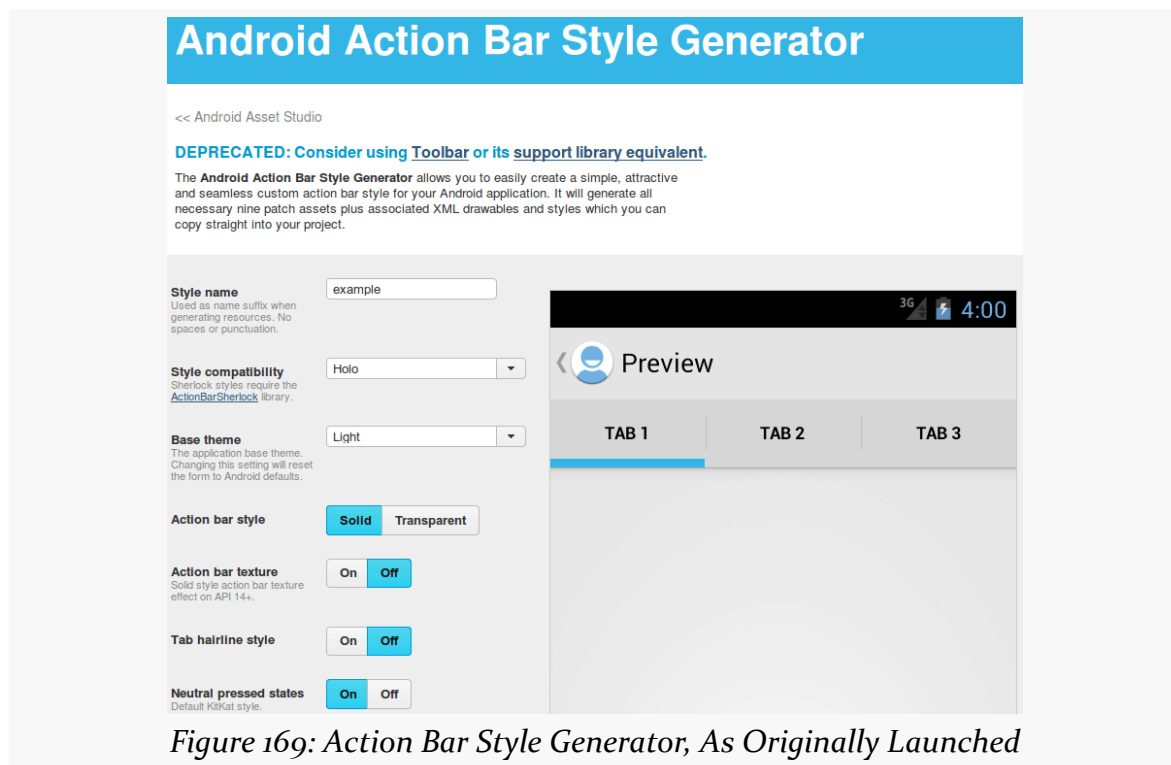 Android Action Bar Style Generator
<< Android Asset Studio
DEPRECATED: Consider using Toolbar or its support library equivalent.
The Android Action Bar Style Generator allows you to easily create a simple, attractive
and seamless custom action bar style for your Android application. It will generate all
necessary nine patch assets plus associated XML drawables and styles which you can
copy straight into your project.
Style name
example
Used as name suffix when
generating resources. No
spaces or punctuation.
Style compatibility
Holo
Sherlock styles require the
ActionBarSherlock library.
Base theme
Light
The application base theme.
Changing this setting will reset
the form to Android defaults.
Action bar style
Solid Transparent
Action bar texture
On Off
Solid style action bar texture
effect on API 14+.
Tab hairline style
On Off
Neutral pressed states
On Off
Default KitKat style.
3G 4:00
Preview
TAB 1 TAB 2 TAB 3
Figure 169: Action Bar Style Generator, As Originally Launched